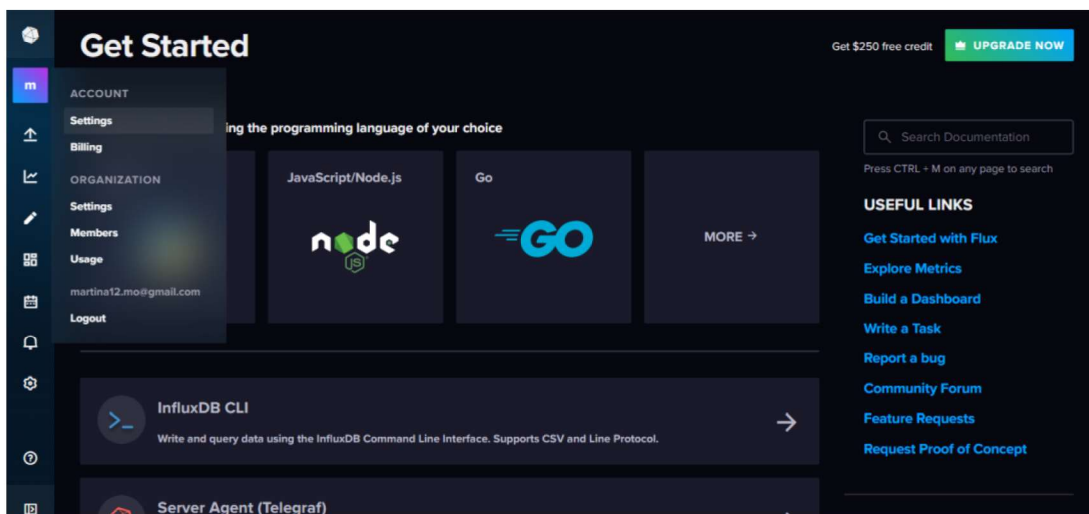 Get Started
Get $250 free credit
UPGRADE NOW
m
ACCOUNT
Settings
Billing
ORGANIZATION
Settings
Members
Usage
martina12.mo@gmail.com
Logout
ing the programming language of your choice
JavaScript/Node.js
node
JS
Go
GO
MORE →
Search Documentation
Press CTRL + M on any page to search
USEFUL LINKS
Get Started with Flux
Explore Metrics
Build a Dashboard
Write a Task
Report a bug
Community Forum
Feature Requests
Request Proof of Concept
InfluxDB CLI
Write and query data using the InfluxDB Command Line Interface. Supports CSV and Line Protocol.
Server Agent (Telegraf)